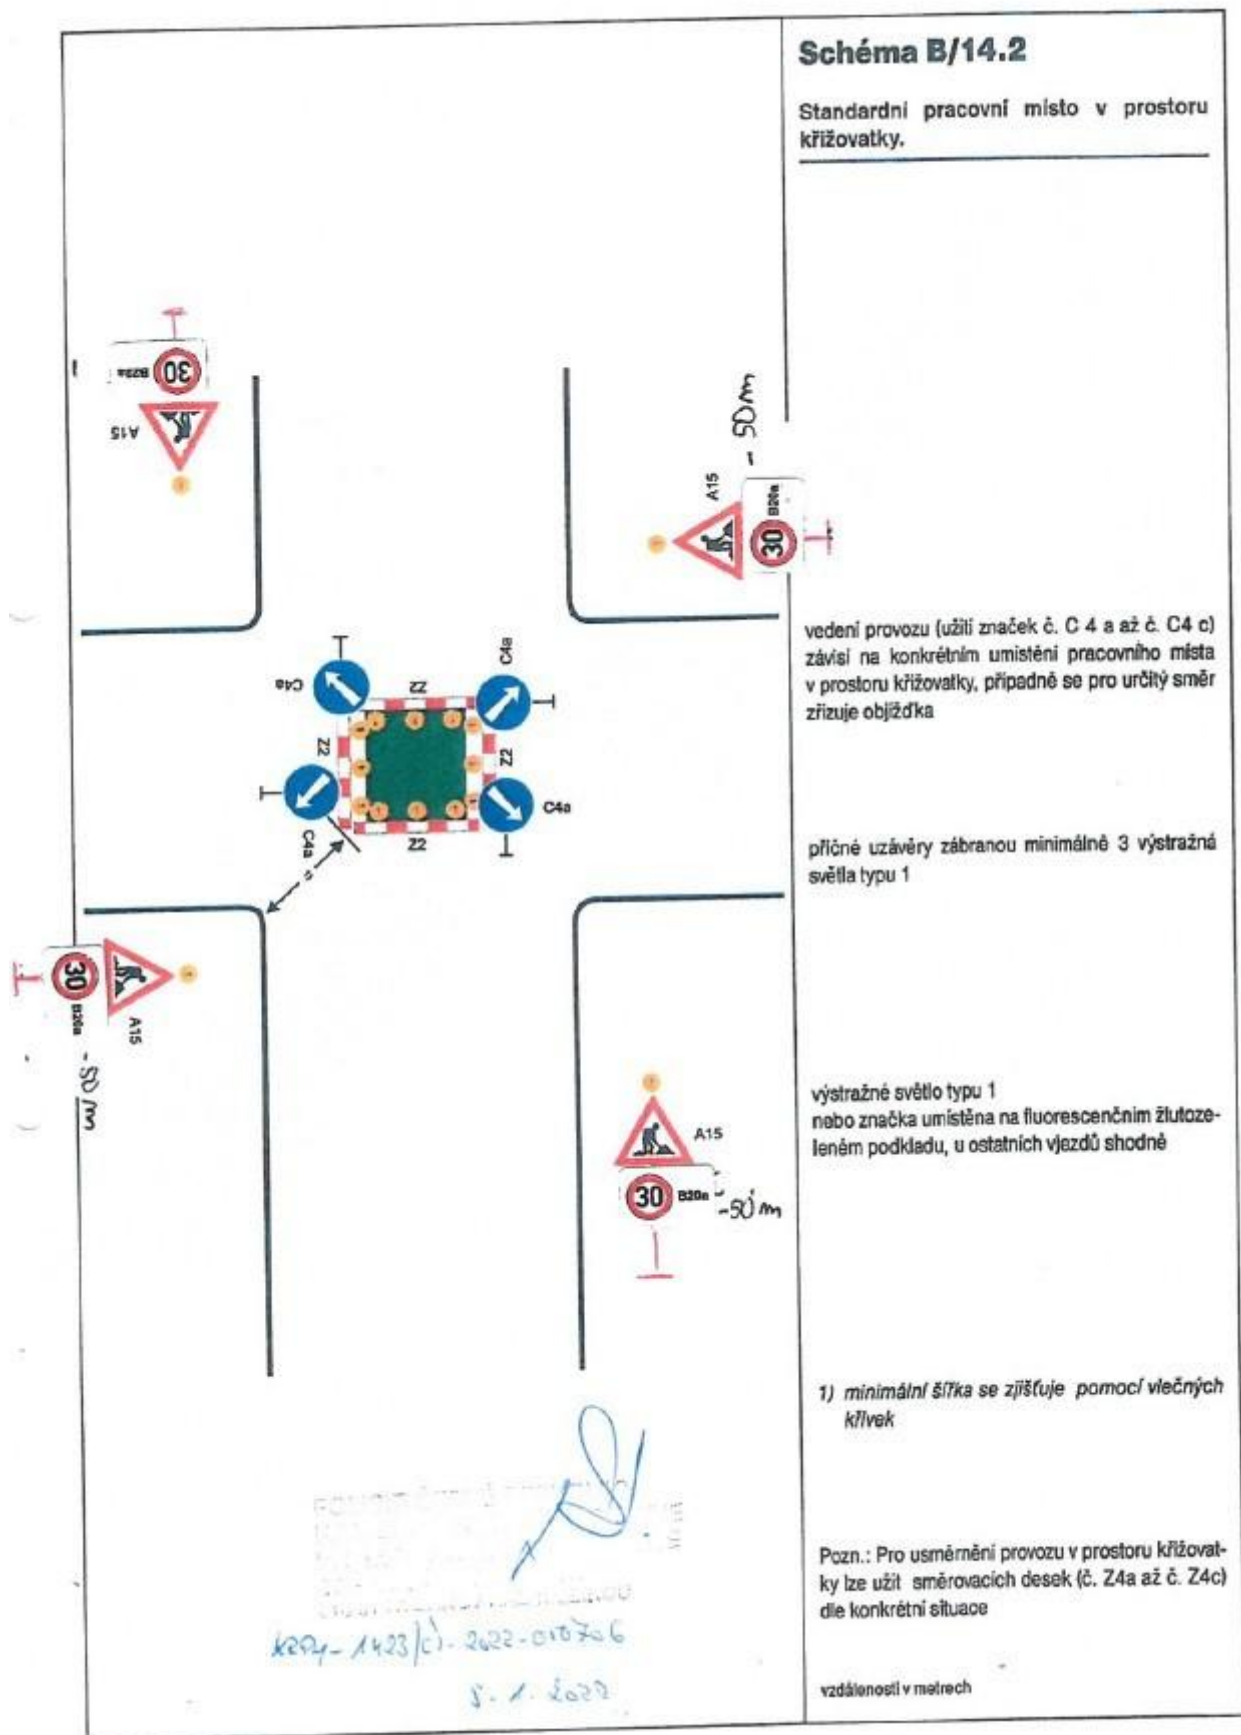 Schéma B/14.2
Standardní pracovní místo v prostoru
křižovatky.
30
B20a
A15
- 50m
A15
30
B20a
vedení provozu (užití značek č. C 4 a až č. C4 c)
závisí na konkrétním umístění pracovního místa
v prostoru křižovatky, případně se pro určitý směr
zřizuje objížďka
C4a
Z2
C4a
Z2
Z2
C4a
Z2
C4a
1)
příčné uzávěry zábranou minimálně 3 výstražná
světla typu 1
30
B20a
A15
- 50 m
výstražné světlo typu 1
nebo značka umístěna na fluorescenčním žlutoze-
leném podkladu, u ostatních vjezdů shodně
A15
30
B20a
-50 m
1) minimální šířka se zjišťuje pomocí vlečných
křivek
Pozn.: Pro usměrnění provozu v prostoru křižovat-
ky lze užít směrovacích desek (č. Z4a až č. Z4c)
dle konkrétní situace
vzdálenosti v metrech